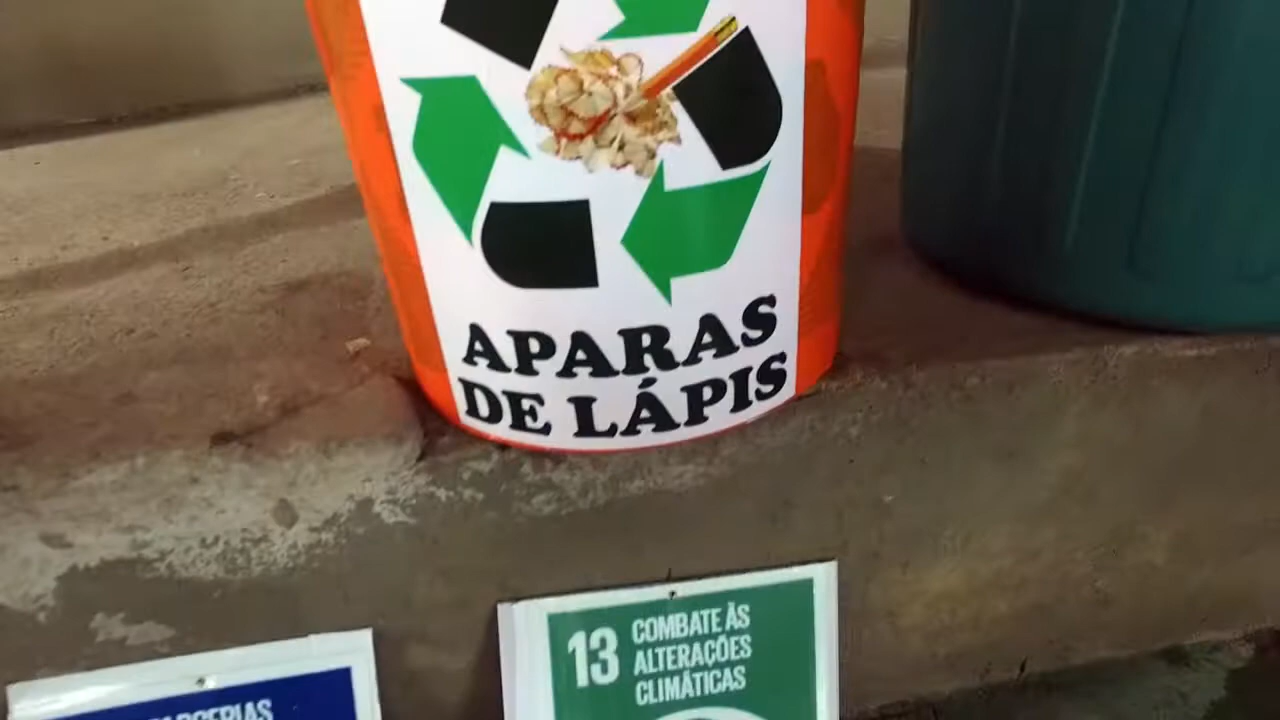 APARAS
DE LÁPIS
13
COMBATE ÀS
ALTERAÇÕES
CLIMÁTICAS